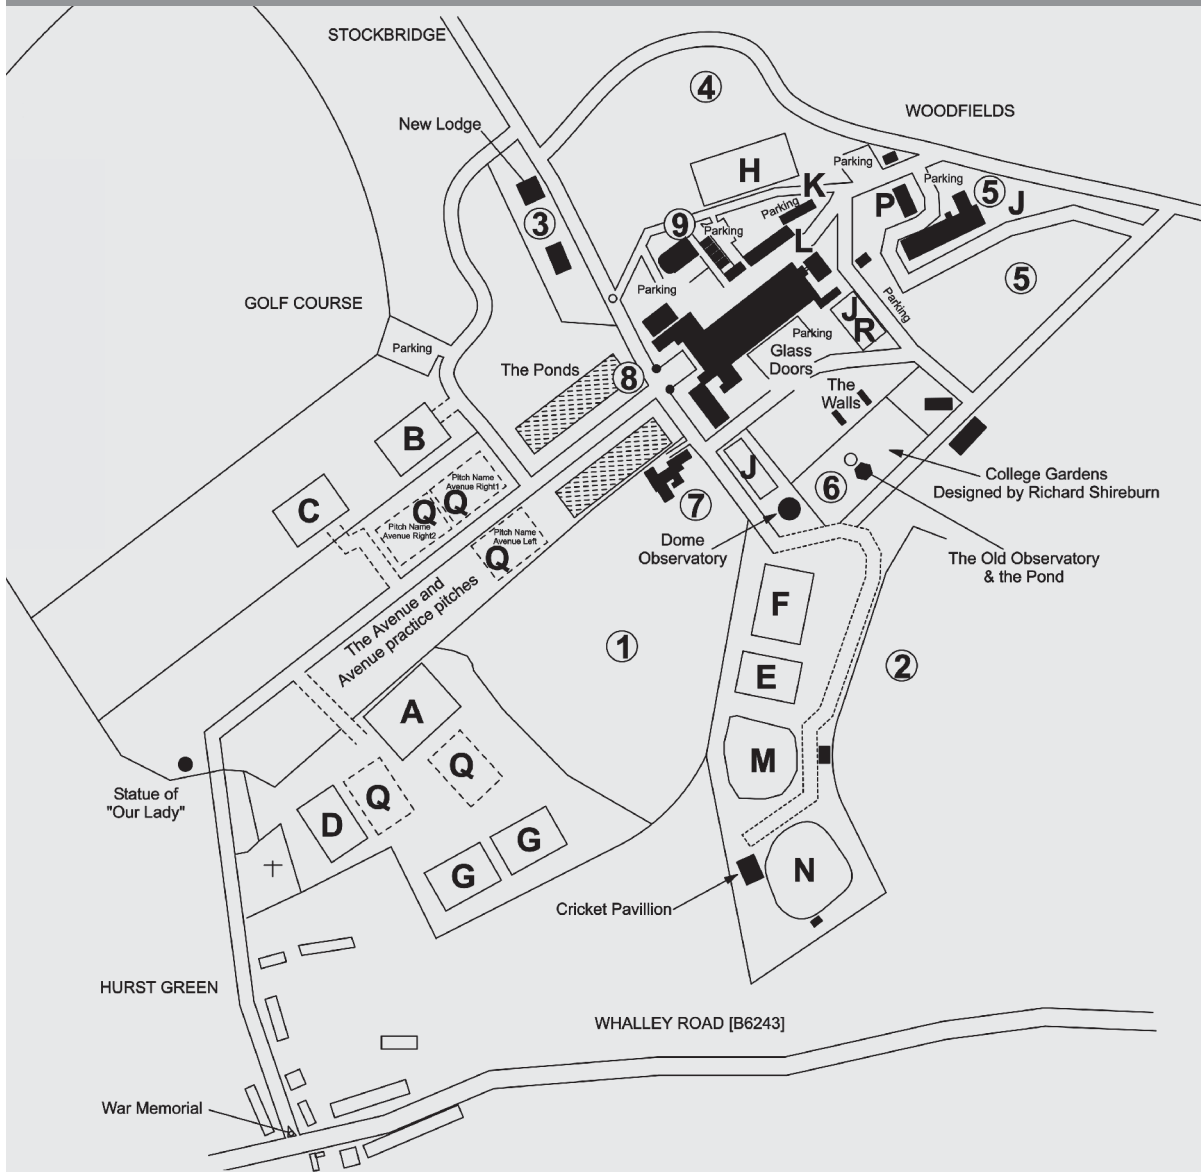 STOCKBRIDGE
4
WOODFIELDS
New Lodge
Parking
H
Parking
K
P
5
J
3
9
Parking
Parking
L
5
GOLF COURSE
Parking
J
R
Parking
Parking
Parking
Glass
Doors
The Ponds
8
The
Walls
B
J
6
College Gardens
Designed by Richard Shireburn
Pitch Name
Avenue Right1
Q
C
Q
Pitch Name
Avenue Right2
7
Pitch Name
Avenue Left
Q
Dome
Observatory
The Old Observatory
& the Pond
The Avenue and
Avenue practice pitches
F
1
2
E
A
M
Q
Statue of
"Our Lady"
Q
D
G
G
N
Cricket Pavillion
HURST GREEN
WHALLEY ROAD [B6243]
War Memorial